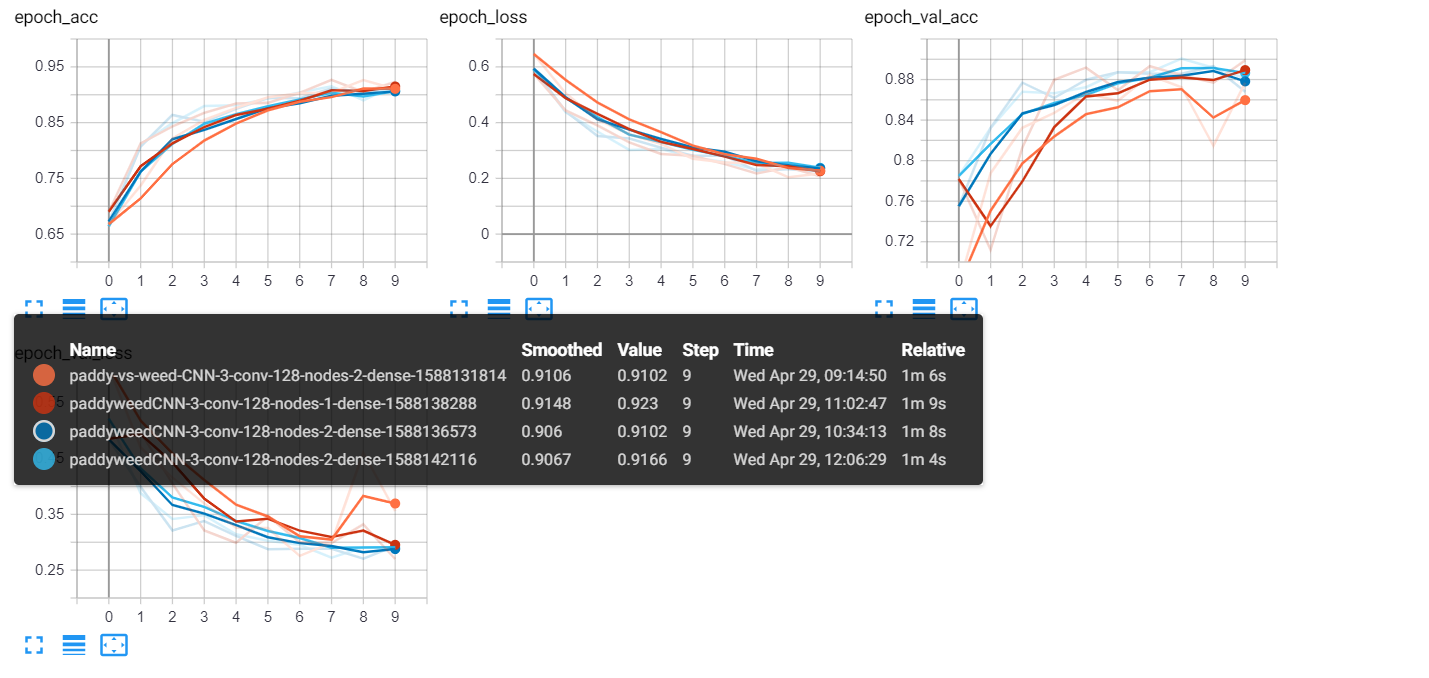 epoch_acc
0.95
0.85
0.75
0.65
0 1 2 3 4 5 6 7 8 9
epoch_loss
0.6
0.4
0.2
0
0 1 2 3 4 5 6 7 8 9
epoch_val_acc
0.88
0.84
0.8
0.76
0.72
0 1 2 3 4 5 6 7 8 9
epoch_val_loss
Name Smoothed Value Step Time Relative
paddy-vs-weed-CNN-3-conv-128-nodes-2-dense-1588131814 0.9106 0.9102 9 Wed Apr 29, 09:14:50 1m 6s
paddyweedCNN-3-conv-128-nodes-1-dense-1588138288 0.9148 0.923 9 Wed Apr 29, 11:02:47 1m 9s
paddyweedCNN-3-conv-128-nodes-2-dense-1588136573 0.906 0.9102 9 Wed Apr 29, 10:34:13 1m 8s
paddyweedCNN-3-conv-128-nodes-2-dense-1588142116 0.9067 0.9166 9 Wed Apr 29, 12:06:29 1m 4s
0.35
0.25
0 1 2 3 4 5 6 7 8 9